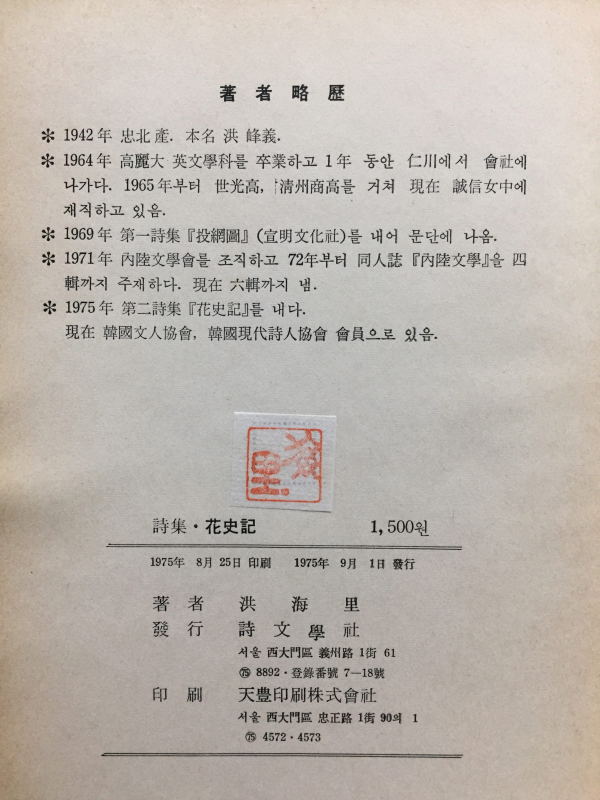 著者略歷
✻ 1942年 忠北產. 本名 洪 峰義.
✻ 1964年 高麗大 英文學科를 卒業하고 1年 동안 仁川에서 會社에
나가다. 1965年부터 世光高, 淸州商高를 거쳐 現在 誠信女中에
재직하고 있음.
✻ 1969年 第一詩集『投網圖』(宣明文化社)를 내어 문단에 나옴.
✻ 1971年 內陸文學會를 조직하고 72年부터 同人誌『內陸文學』을 四
輯까지 주재하다. 現在 六輯까지 냄.
✻ 1975年 第二詩集『花史記』를 내다.
現在 韓國文人協會, 韓國現代詩人協會 會員으로 있음.
詩集·花史記 1,500원
1975年 8月 25日 印刷 1975年 9月 1日 發行
著者 洪海里
發行 詩文學社
서울 西大門區 義州路 1街 61
㉄ 8892·登錄番號 7—18號
印刷 天豊印刷株式會社
서울 西大門區 忠正路 1街 90의 1
㉄ 4572·4573